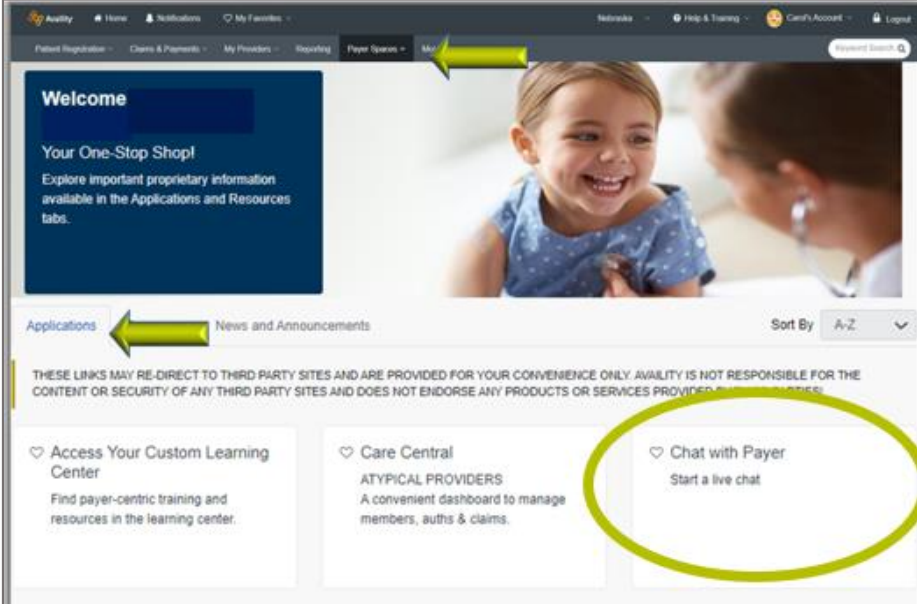 Availity Home Notifications My Favorites Nebraska Help & Training Carol's Account Logout
Patient Registration Claims & Payments My Providers Reporting Payer Spaces Keyword Search
Welcome
Your One-Stop Shop!
Explore important proprietary information
available in the Applications and Resources
tabs.
Applications News and Announcements Sort By A-Z
THESE LINKS MAY RE-DIRECT TO THIRD PARTY SITES AND ARE PROVIDED FOR YOUR CONVENIENCE ONLY. AVAILITY IS NOT RESPONSIBLE FOR THE
CONTENT OR SECURITY OF ANY THIRD PARTY SITES AND DOES NOT ENDORSE ANY PRODUCTS OR SERVICES
Access Your Custom Learning
Center
Find payer-centric training and
resources in the learning center.
Care Central
ATYPICAL PROVIDERS
A convenient dashboard to manage
members, auths & claims.
Chat with Payer
Start a live chat